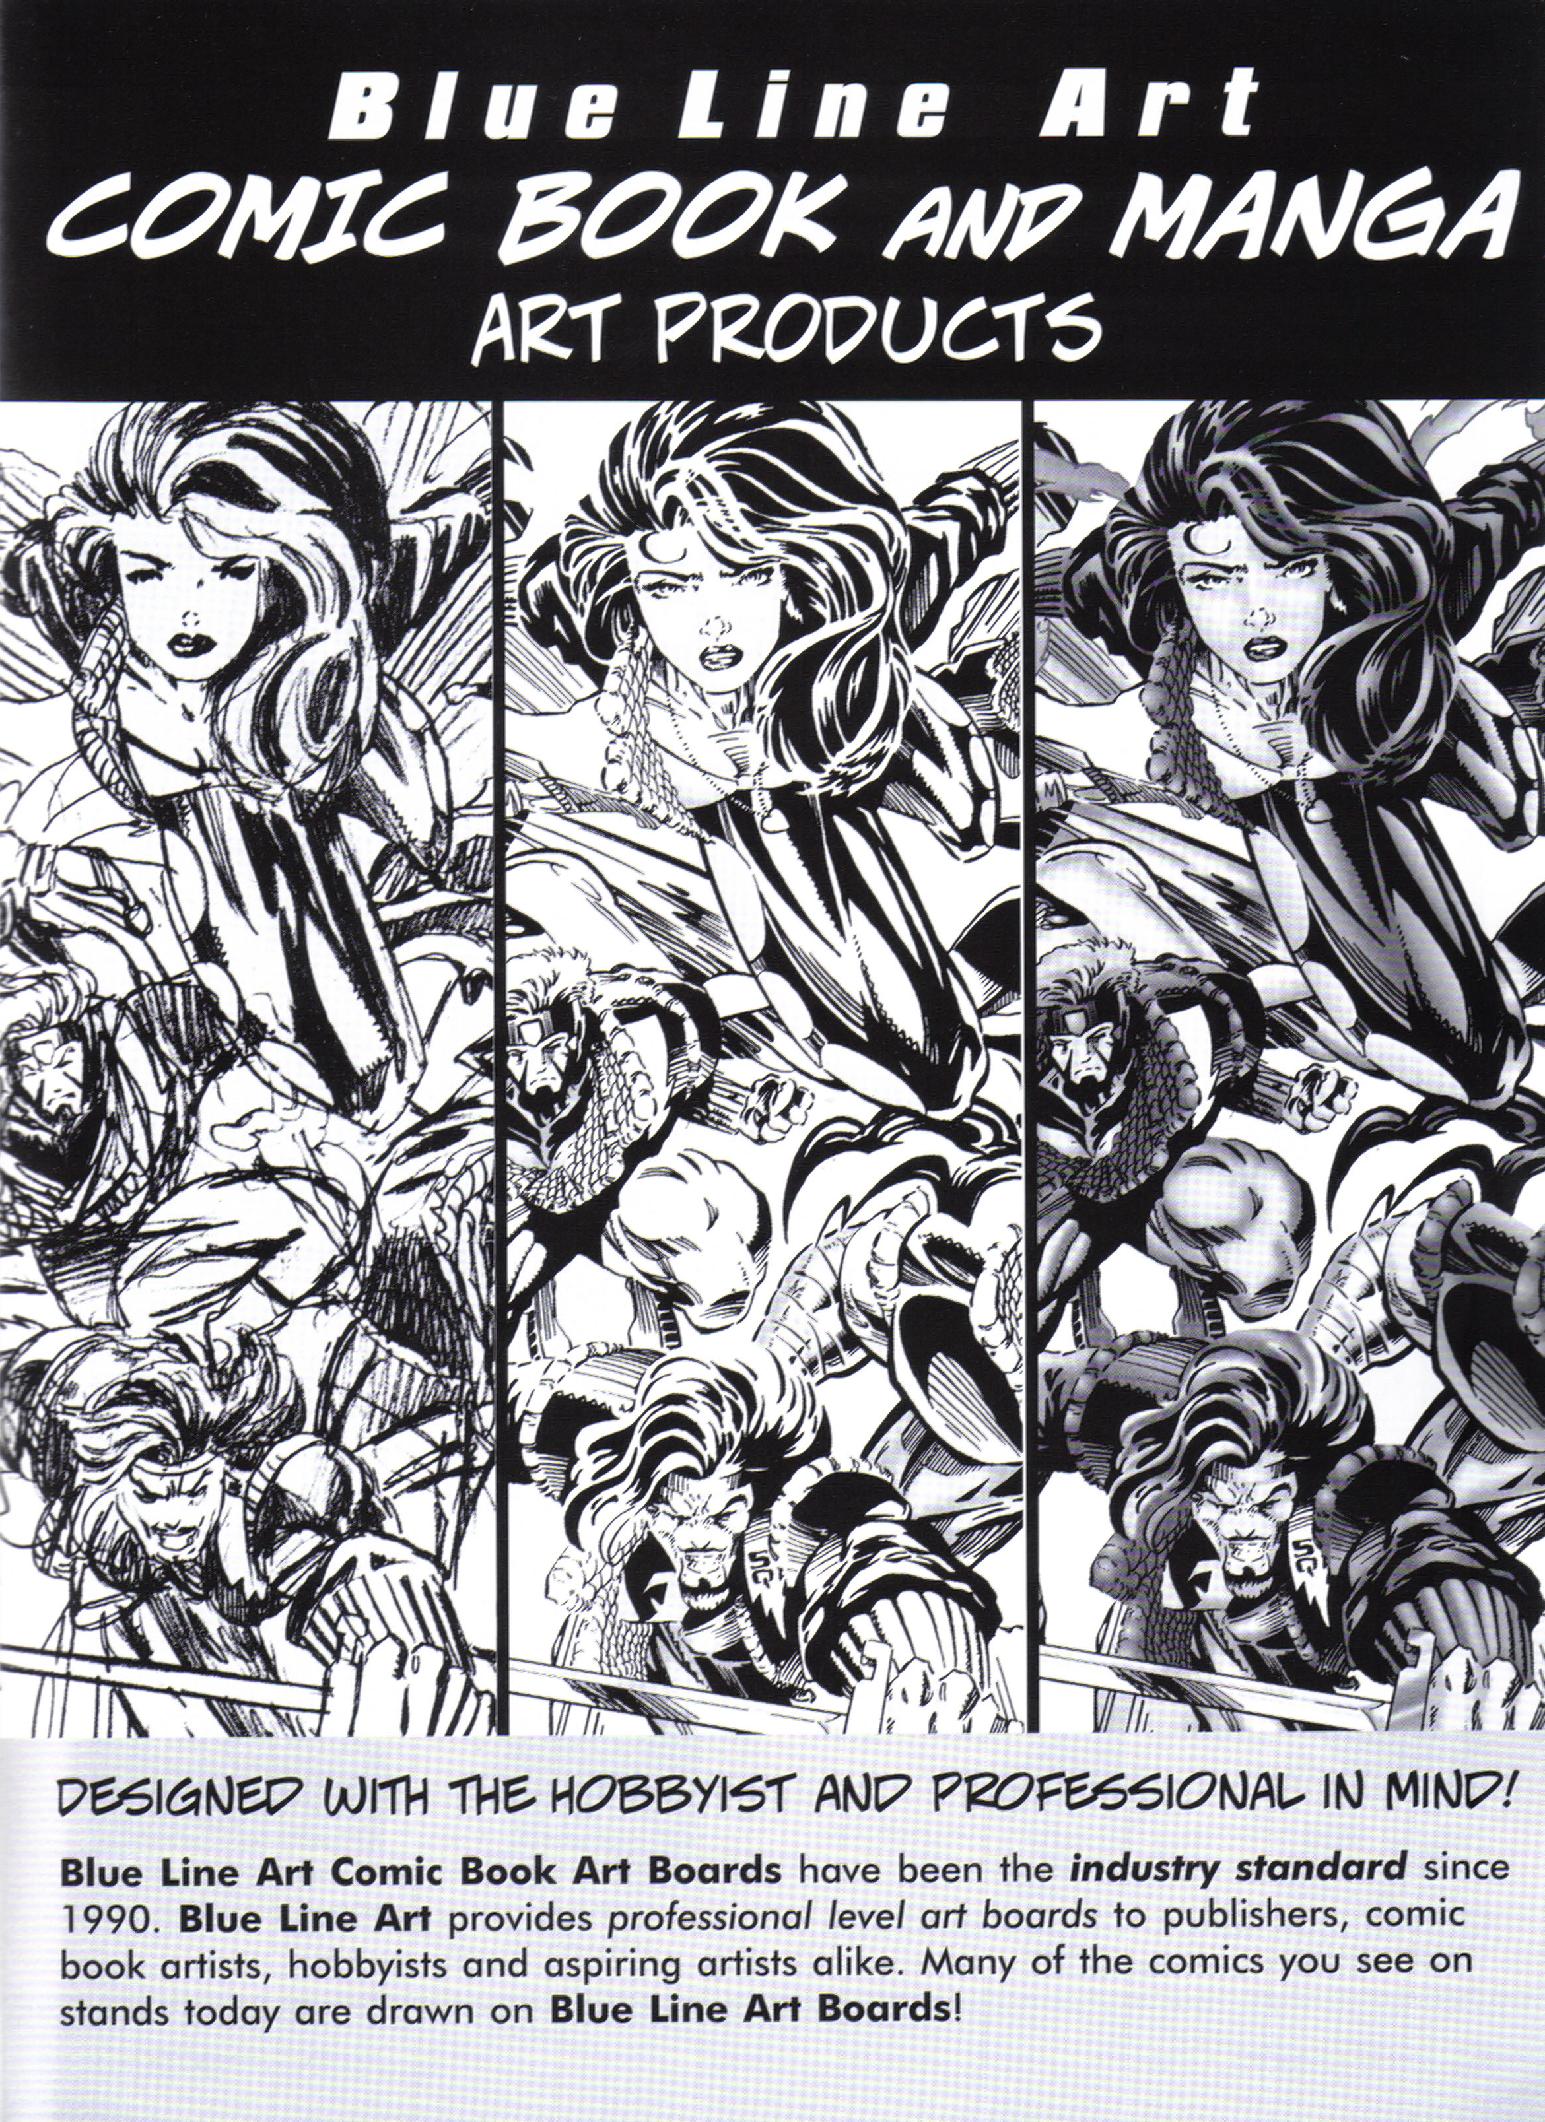 Blue Line Art
COMIC BOOK AND MANGA
ART PRODUCTS
SQ
SQ
DESIGNED WITH THE HOBBYIST AND PROFESSIONAL IN MIND!
Blue Line Art Comic Book Art Boards have been the industry standard since
1990. Blue Line Art provides professional level art boards to publishers, comic
book artists, hobbyists and aspiring artists alike. Many of the comics you see on
stands today are drawn on Blue Line Art Boards!